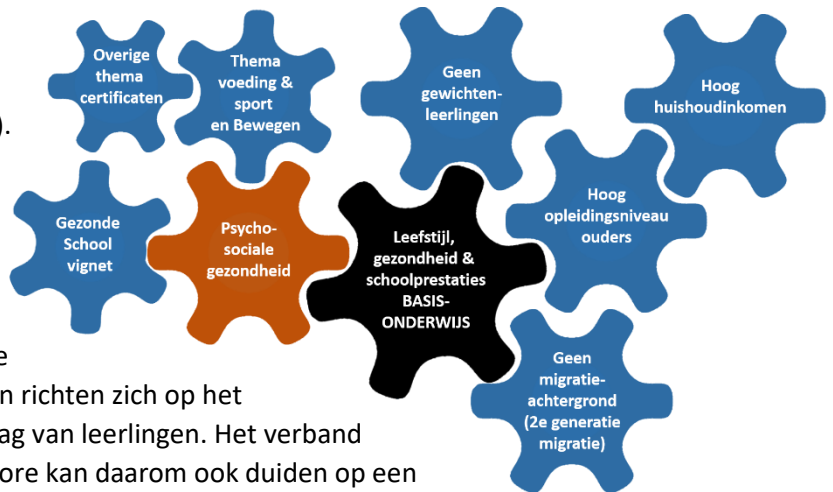 Overige
thema
certificaten
Thema
voeding &
sport
en Bewegen
Geen
gewichten-
leerlingen
Hoog
huishoudinkomen
).
Gezonde
School
vignet
Psycho-
sociale
gezondheid
Leefstijl,
gezondheid &
schoolprestaties
BASIS-
ONDERWIJS
Hoog
opleidingsniveau
ouders
Geen
migratie-
achtergrond
(2e generatie
migratie)
e
n richten zich op het
ag van leerlingen. Het verband
ore kan daarom ook duiden op een